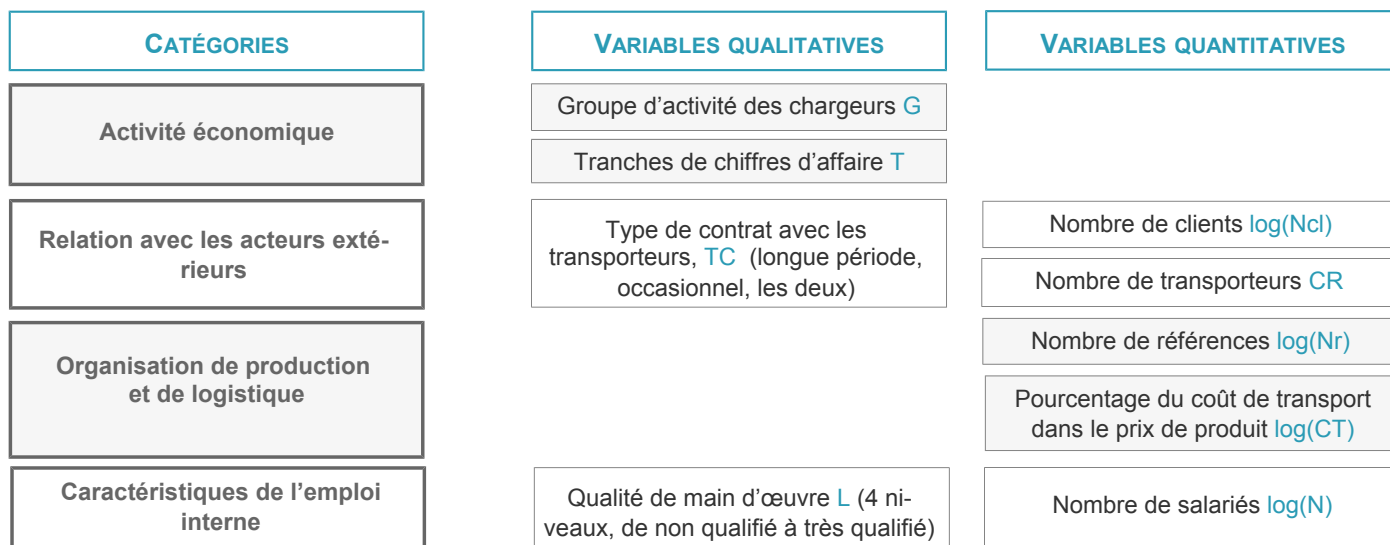 CATÉGORIES
VARIABLES QUALITATIVES
VARIABLES QUANTITATIVES
Activité économique
Groupe d’activité des chargeurs G
Tranches de chiffres d’affaire T
Relation avec les acteurs exté-
rieurs
Type de contrat avec les
transporteurs, TC (longue période,
occasionnel, les deux)
Nombre de clients log(Ncl)
Nombre de transporteurs CR
Organisation de production
et de logistique
Nombre de références log(Nr)
Pourcentage du coût de transport
dans le prix de produit log(CT)
Caractéristiques de l’emploi
interne
Qualité de main d’œuvre L (4 ni-
veaux, de non qualifié à très qualifié)
Nombre de salariés log(N)